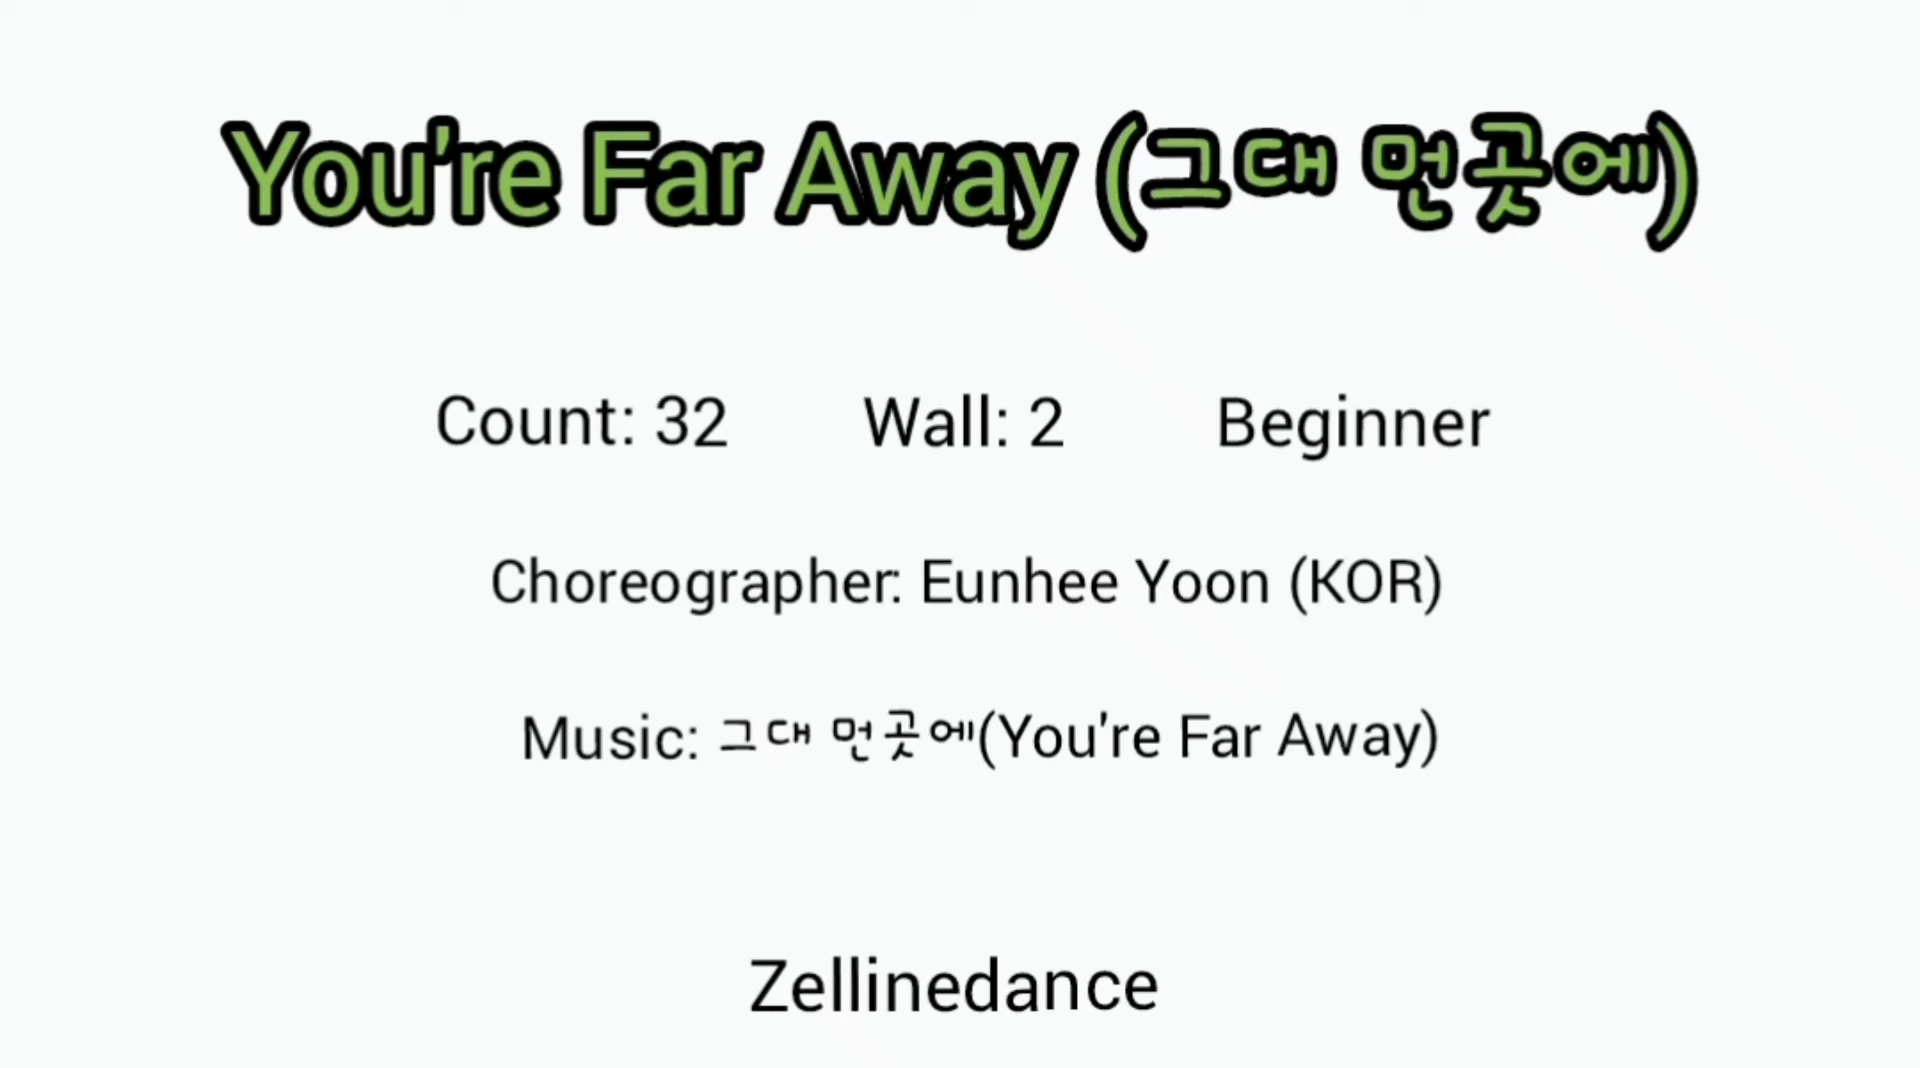 You're Far Away (그대 먼곳에)
Count: 32 Wall: 2 Beginner
Choreographer: Eunhee Yoon (KOR)
Music: 그대 먼곳에(You're Far Away)
Zellinedance